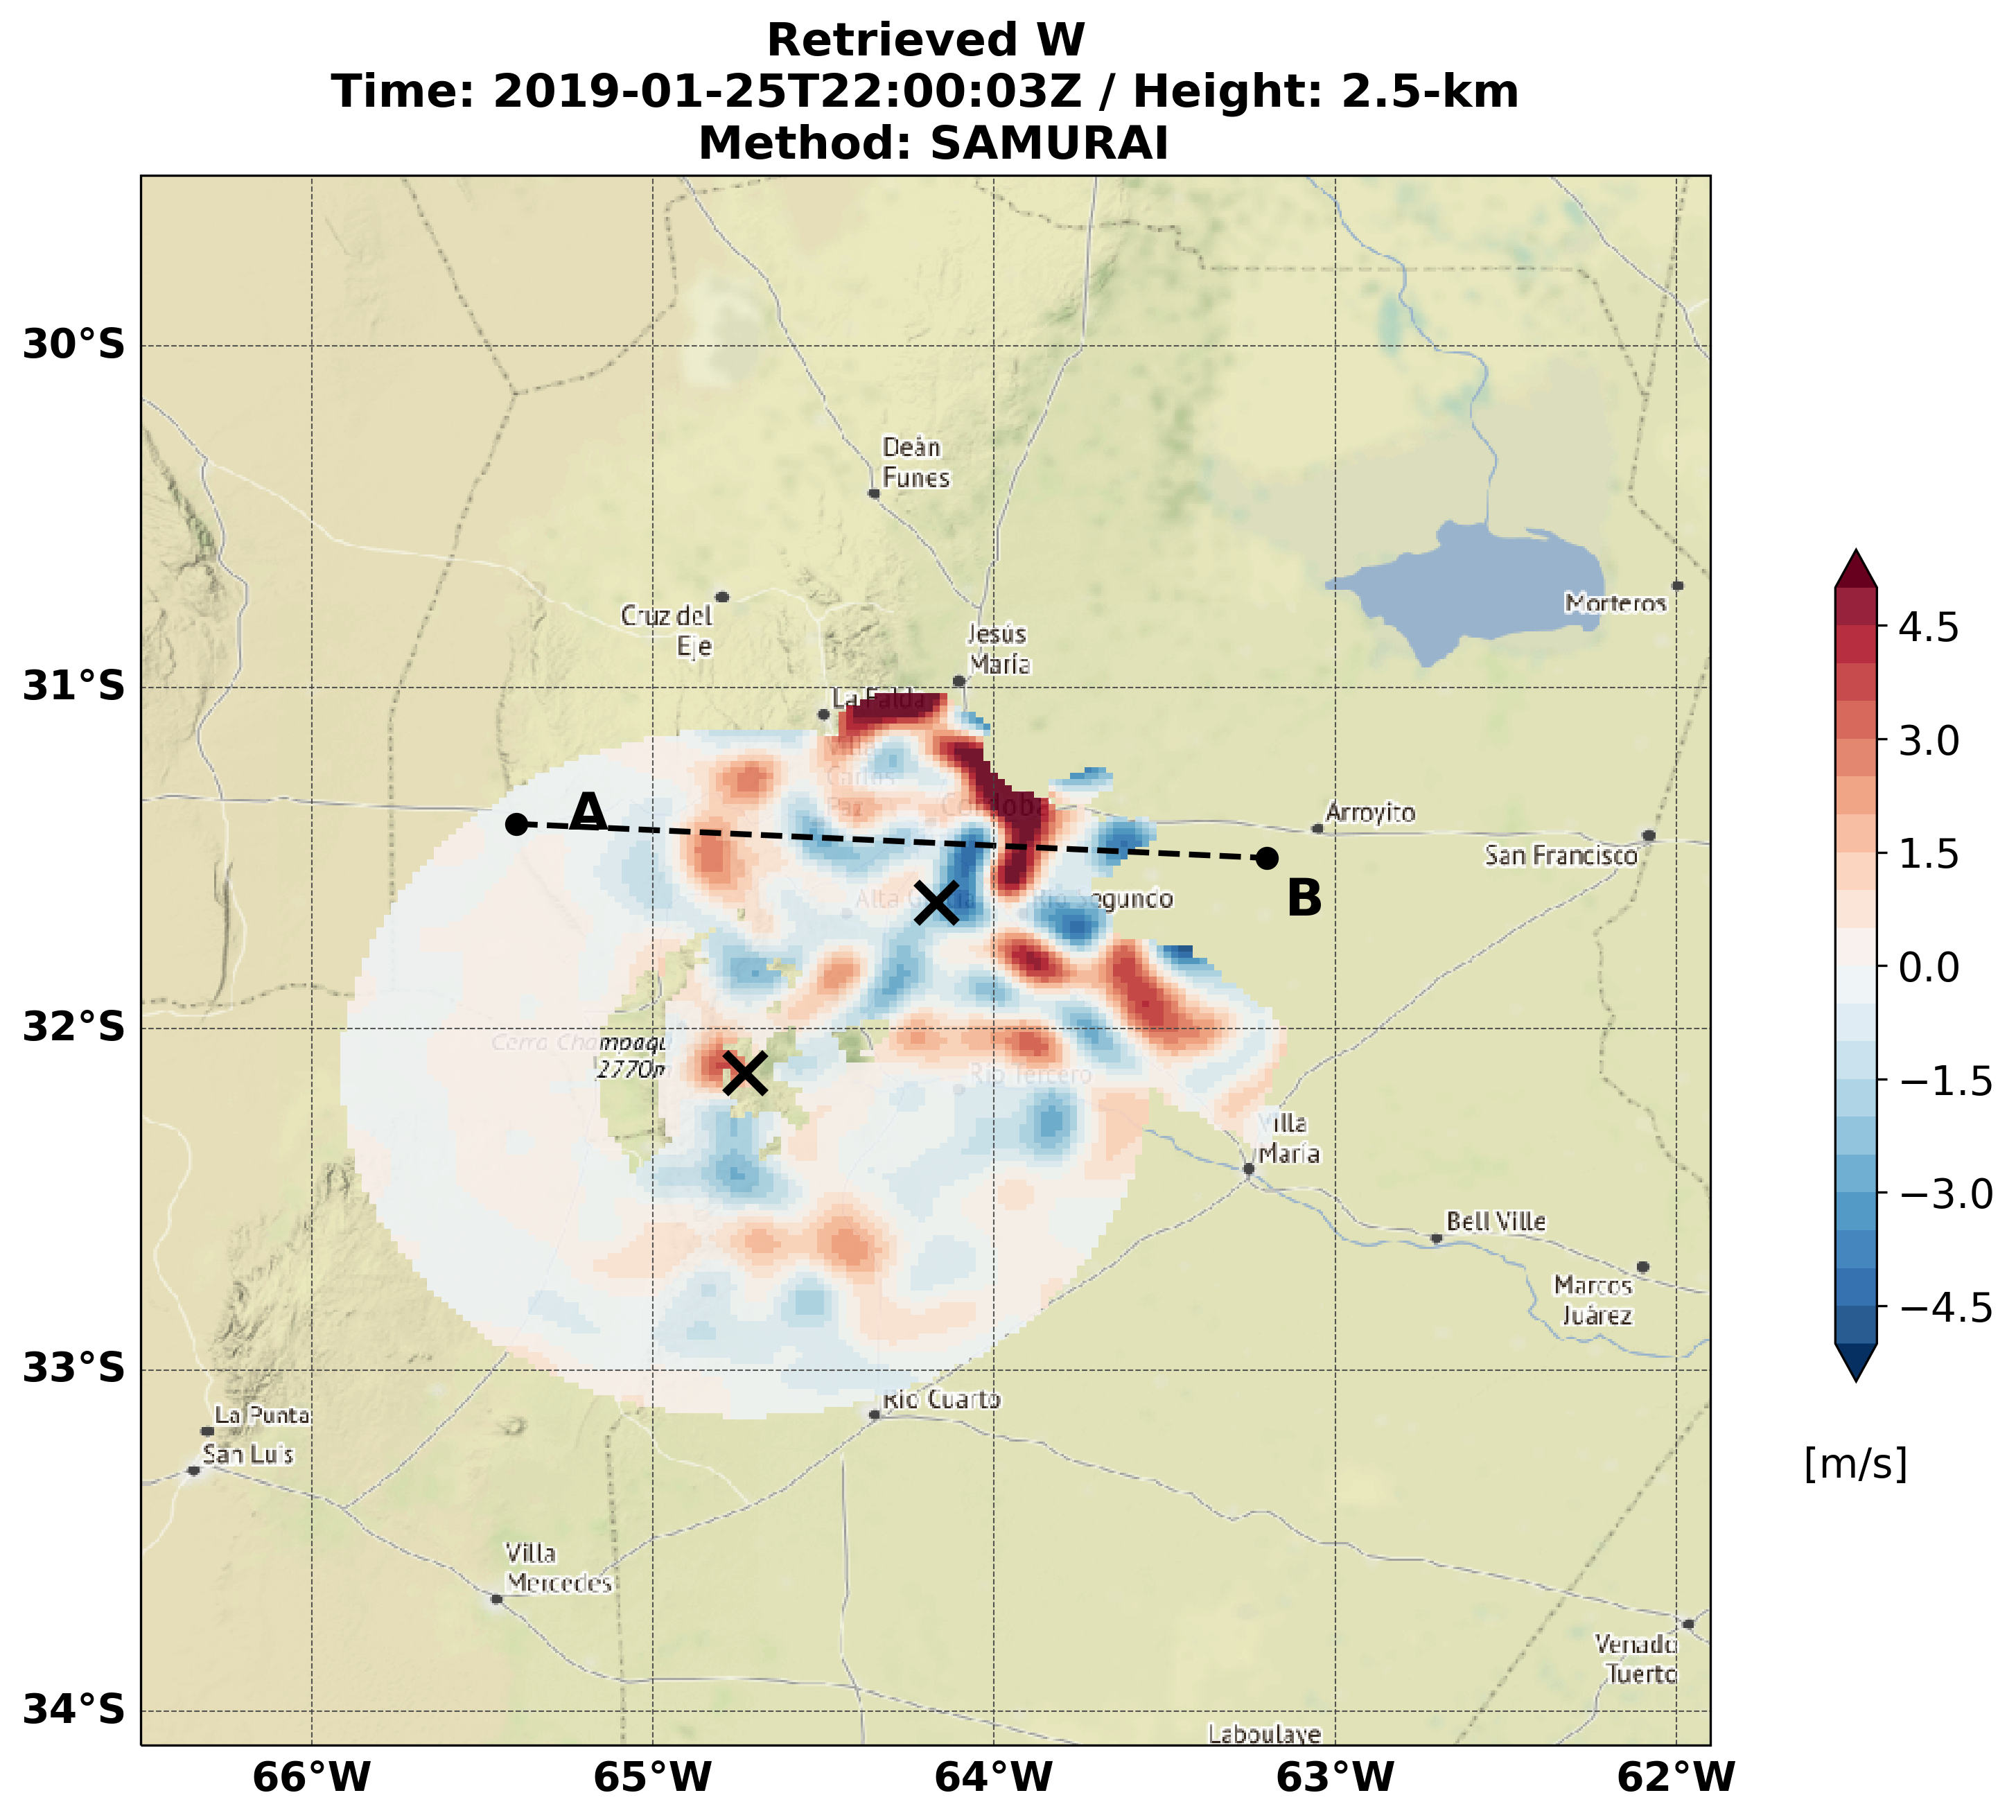 Retrieved W
Time: 2019-01-25T22:00:03Z / Height: 2.5-km
Method: SAMURAI
30°S
31°S
32°S
33°S
34°S
66°W
65°W
64°W
63°W
62°W
Deán
Funes
Cruz del
Eje
Jesús
María
Morteros
La Falda
Villa
Carlos
Paz
Córdoba
A
B
Arroyito
San Francisco
Alta Gracia
Río Segundo
Cerro Champaquí
2770m
Río Tercero
Villa
María
Bell Ville
Marcos
Juárez
Río Cuarto
La Punta
San Luis
Villa
Mercedes
Venado
Tuerto
Laboulaye
4.5
3.0
1.5
0.0
−1.5
−3.0
−4.5
[m/s]